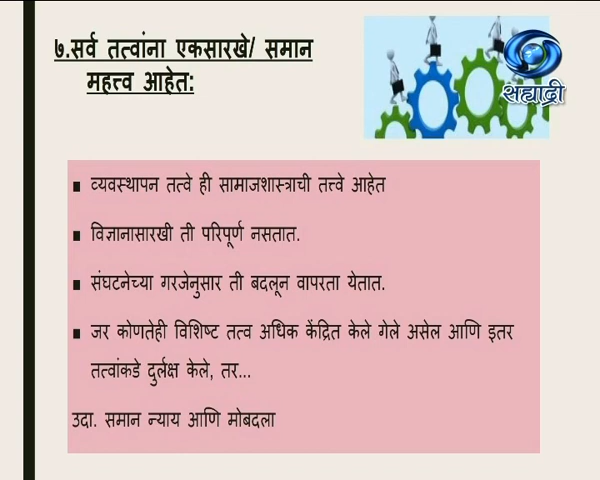 ७.सर्व तत्वांना एकसारखे/ समान
महत्त्व आहेत:
सह्याद्री
▪ व्यवस्थापन तत्वे ही सामाजशास्त्राची तत्त्वे आहेत
▪ विज्ञानासारखी ती परिपूर्ण नसतात.
▪ संघटनेच्या गरजेनुसार ती बदलून वापरता येतात.
▪ जर कोणतेही विशिष्ट तत्व अधिक केंद्रित केले गेले असेल आणि इतर
तत्वांकडे दुर्लक्ष केले, तर...
उदा. समान न्याय आणि मोबदला